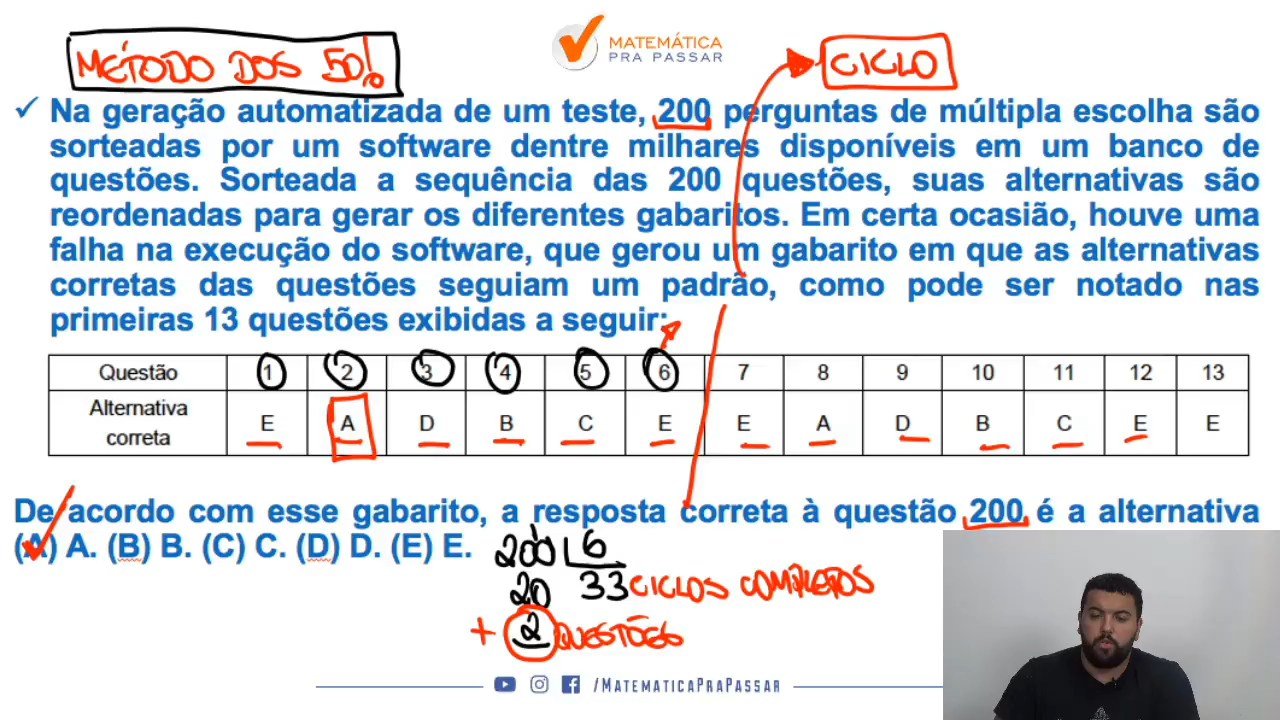 MÉTODO DOS 50!
MATEMÁTICA
PRA PASSAR
CICLO
✓ Na geração automatizada de um teste, 200 perguntas de múltipla escolha são
sorteadas por um software dentre milhares disponíveis em um banco de
questões. Sorteada a sequência das 200 questões, suas alternativas são
reordenadas para gerar os diferentes gabaritos. Em certa ocasião, houve uma
falha na execução do software, que gerou um gabarito em que as alternativas
corretas das questões seguiam um padrão, como pode ser notado nas
primeiras 13 questões exibidas a seguir:
Questão 1 2 3 4 5 6 7 8 9 10 11 12 13
Alternativa
correta E A D B C E E A D B C E E
De acordo com esse gabarito, a resposta correta à questão 200 é a alternativa
(A) A. (B) B. (C) C. (D) D. (E) E.
200 6
20 33 CICLOS COMPLETOS
+ 2 QUESTÕES
/MATEMATICAPRAPASSAR